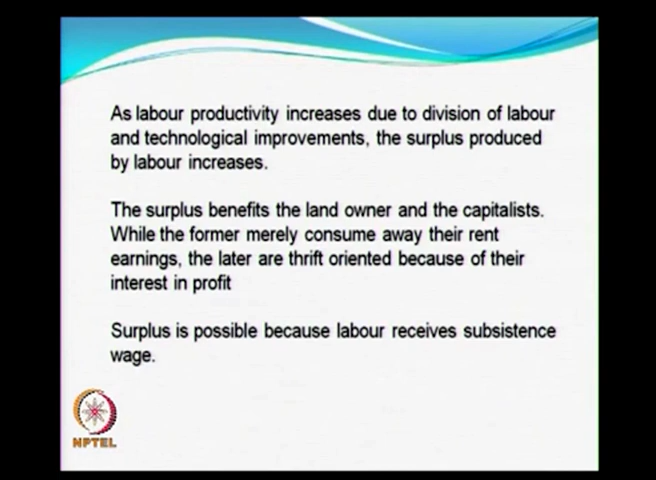 As labour productivity increases due to division of labour
and technological improvements, the surplus produced
by labour increases.
The surplus benefits the land owner and the capitalists.
While the former merely consume away their rent
earnings, the later are thrift oriented because of their
interest in profit
Surplus is possible because labour receives subsistence
wage.
NPTEL